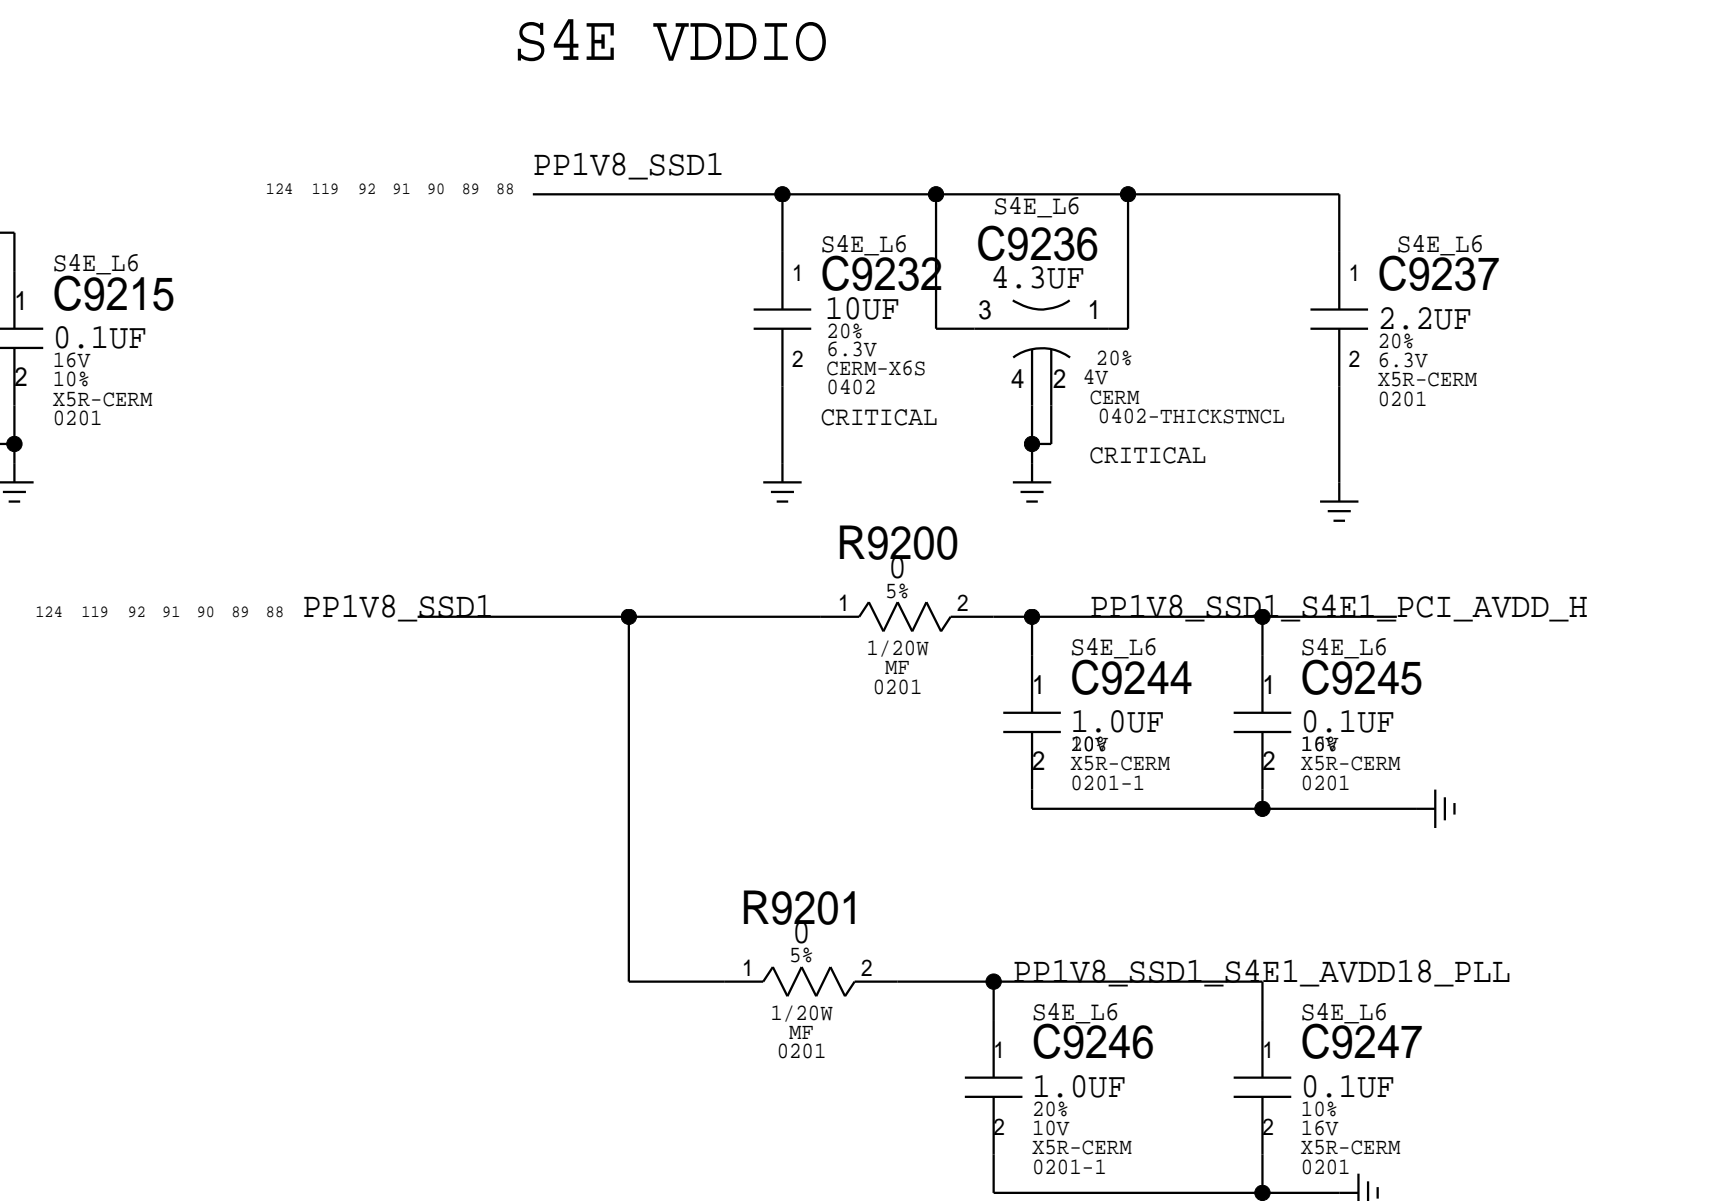 S4E VDDIO
PP1V8_SSD1
124 119 92 91 90 89 88
S4E_L6
C9215
1
0.1UF
16V
2
10%
X5R-CERM
0201
S4E_L6
C9232
1
10UF
20%
6.3V
2
CERM-X6S
0402
CRITICAL
S4E_L6
C9236
4.3UF
3 1
4 2
20%
4V
CERM
0402-THICKSTNCL
CRITICAL
S4E_L6
C9237
1
2.2UF
20%
6.3V
2
X5R-CERM
0201
124 119 92 91 90 89 88 PP1V8_SSD1
R9200
0
5%
1 2
1/20W
MF
0201
PP1V8_SSD1_S4E1_PCI_AVDD_H
S4E_L6
C9244
1
1.0UF
2
X5R-CERM
0201-1
S4E_L6
C9245
1
0.1UF
2
X5R-CERM
0201
R9201
0
5%
1 2
1/20W
MF
0201
PP1V8_SSD1_S4E1_AVDD18_PLL
S4E_L6
C9246
1
1.0UF
20%
10V
2
X5R-CERM
0201-1
S4E_L6
C9247
1
0.1UF
10%
16V
2
X5R-CERM
0201